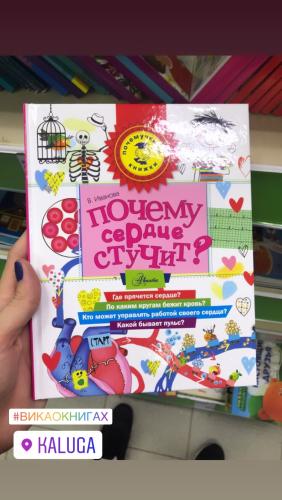 почемучкины
книжки
В. Иванова
ПОЧЕМУ
сеРдце
СТУЧИТ?
Аванта
Где прячется сердце?
По каким кругам бежит кровь?
Кто может управлять работой своего сердца?
Какой бывает пульс?
СТАРТ
#ВИКАОКНИГАХ
KALUGA